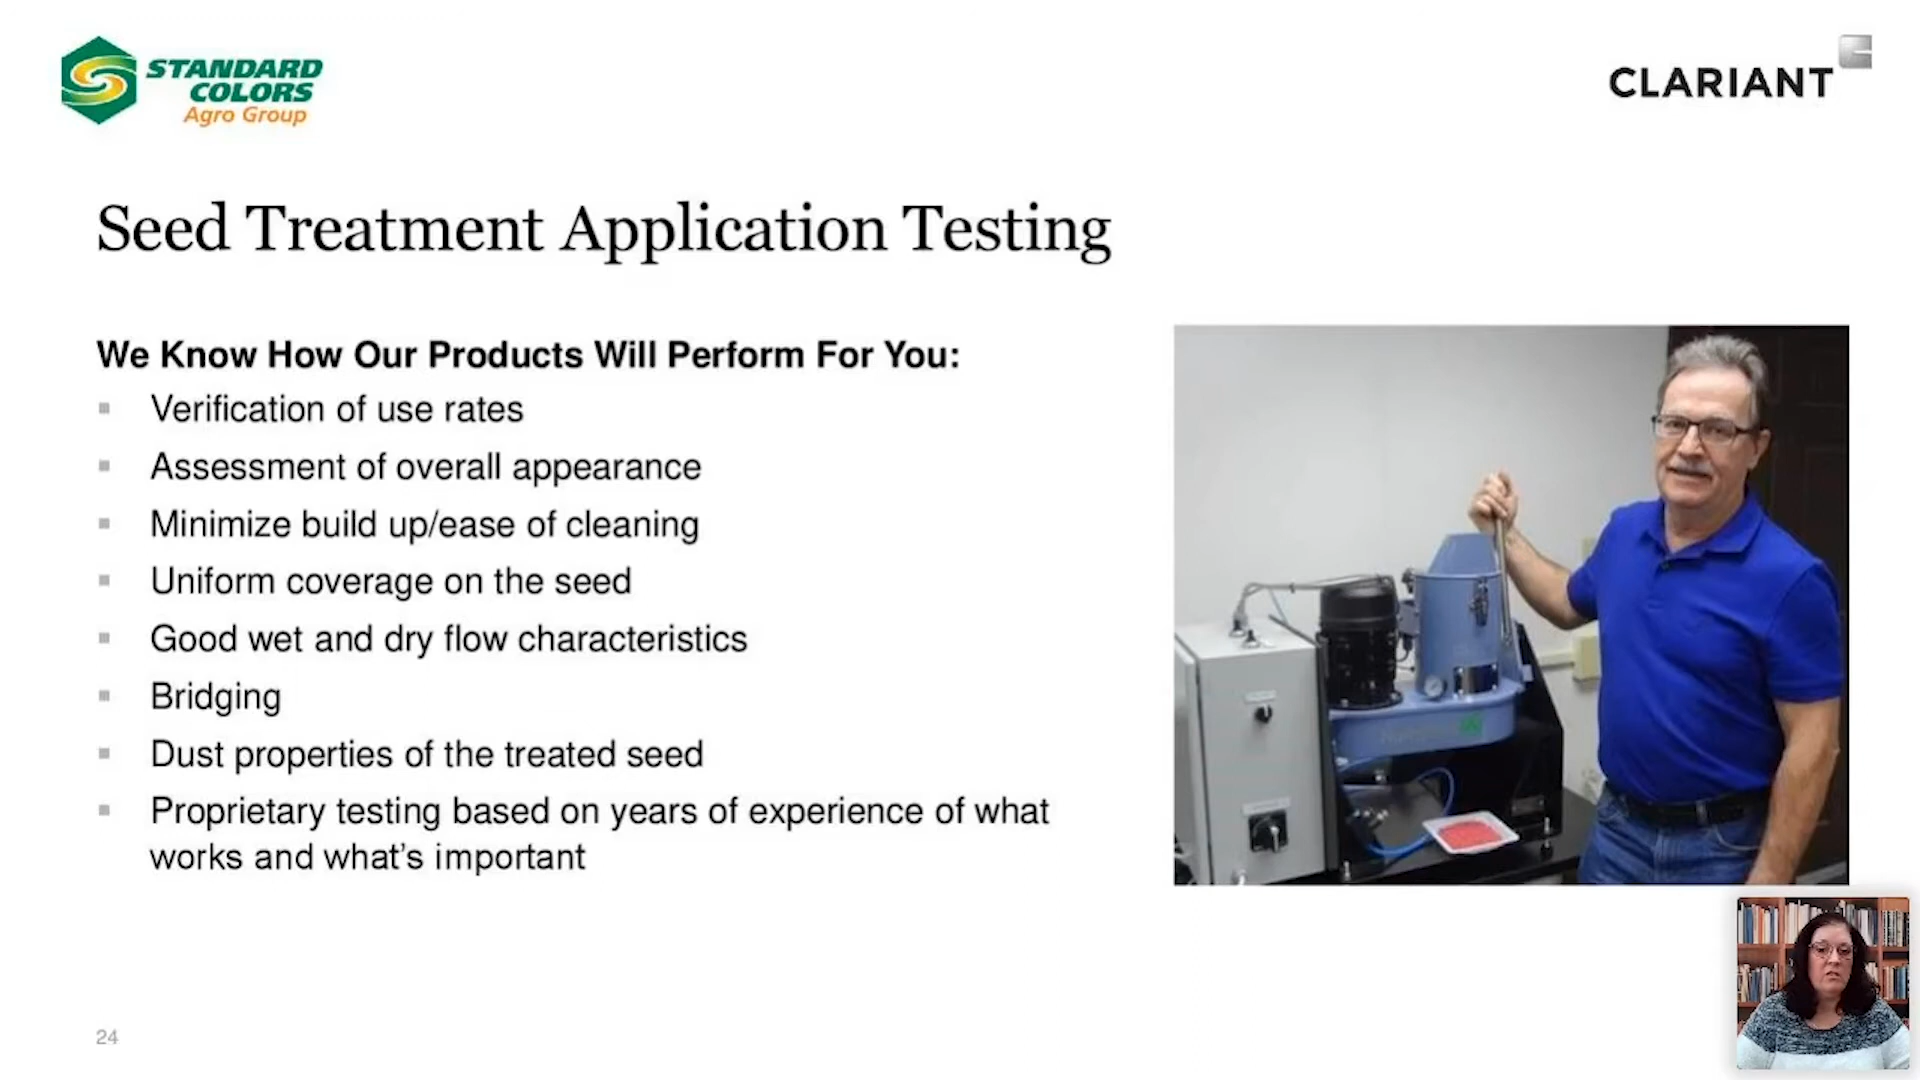 STANDARD
COLORS
Agro Group
CLARIANT
Seed Treatment Application Testing
We Know How Our Products Will Perform For You:
Verification of use rates
Assessment of overall appearance
Minimize build up/ease of cleaning
Uniform coverage on the seed
Good wet and dry flow characteristics
Bridging
Dust properties of the treated seed
Proprietary testing based on years of experience of what
works and what's important
24